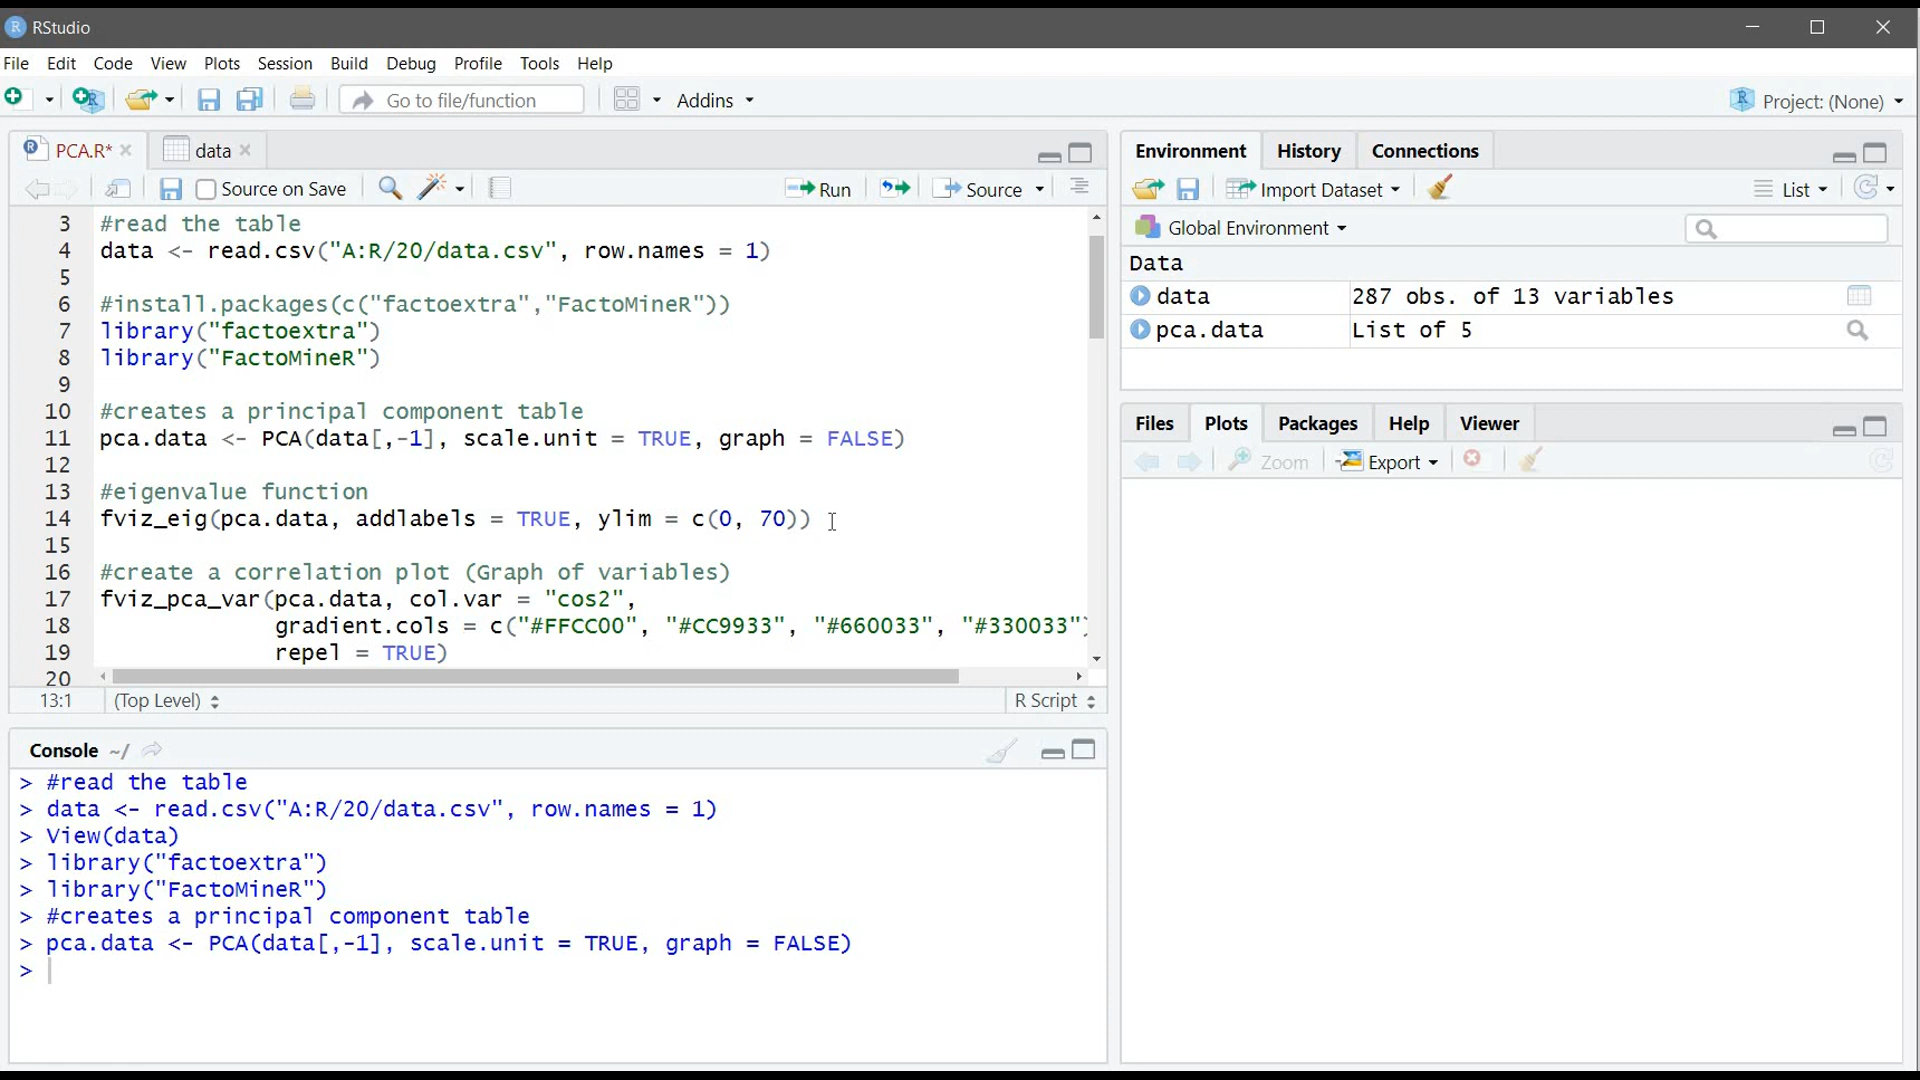 RStudio
File Edit Code View Plots Session Build Debug Profile Tools Help
Go to file/function Addins Project: (None)
PCA.R* data
Source on Save Run Source
3 #read the table
4 data <- read.csv("A:R/20/data.csv", row.names = 1)
5
6 #install.packages(c("factoextra","FactoMineR"))
7 library("factoextra")
8 library("FactoMineR")
9
10 #creates a principal component table
11 pca.data <- PCA(data[,-1], scale.unit = TRUE, graph = FALSE)
12
13 #eigenvalue function
14 fviz_eig(pca.data, addlabels = TRUE, ylim = c(0, 70))
15
16 #create a correlation plot (Graph of variables)
17 fviz_pca_var(pca.data, col.var = "cos2",
18 gradient.cols = c("#FFCC00", "#CC9933", "#660033", "#330033")
19 repel = TRUE)
20
13:1 (Top Level) R Script
Console ~/
> #read the table
> data <- read.csv("A:R/20/data.csv", row.names = 1)
> View(data)
> library("factoextra")
> library("FactoMineR")
> #creates a principal component table
> pca.data <- PCA(data[,-1], scale.unit = TRUE, graph = FALSE)
>
Environment History Connections
Import Dataset List
Global Environment
Data
data 287 obs. of 13 variables
pca.data List of 5
Files Plots Packages Help Viewer
Zoom Export